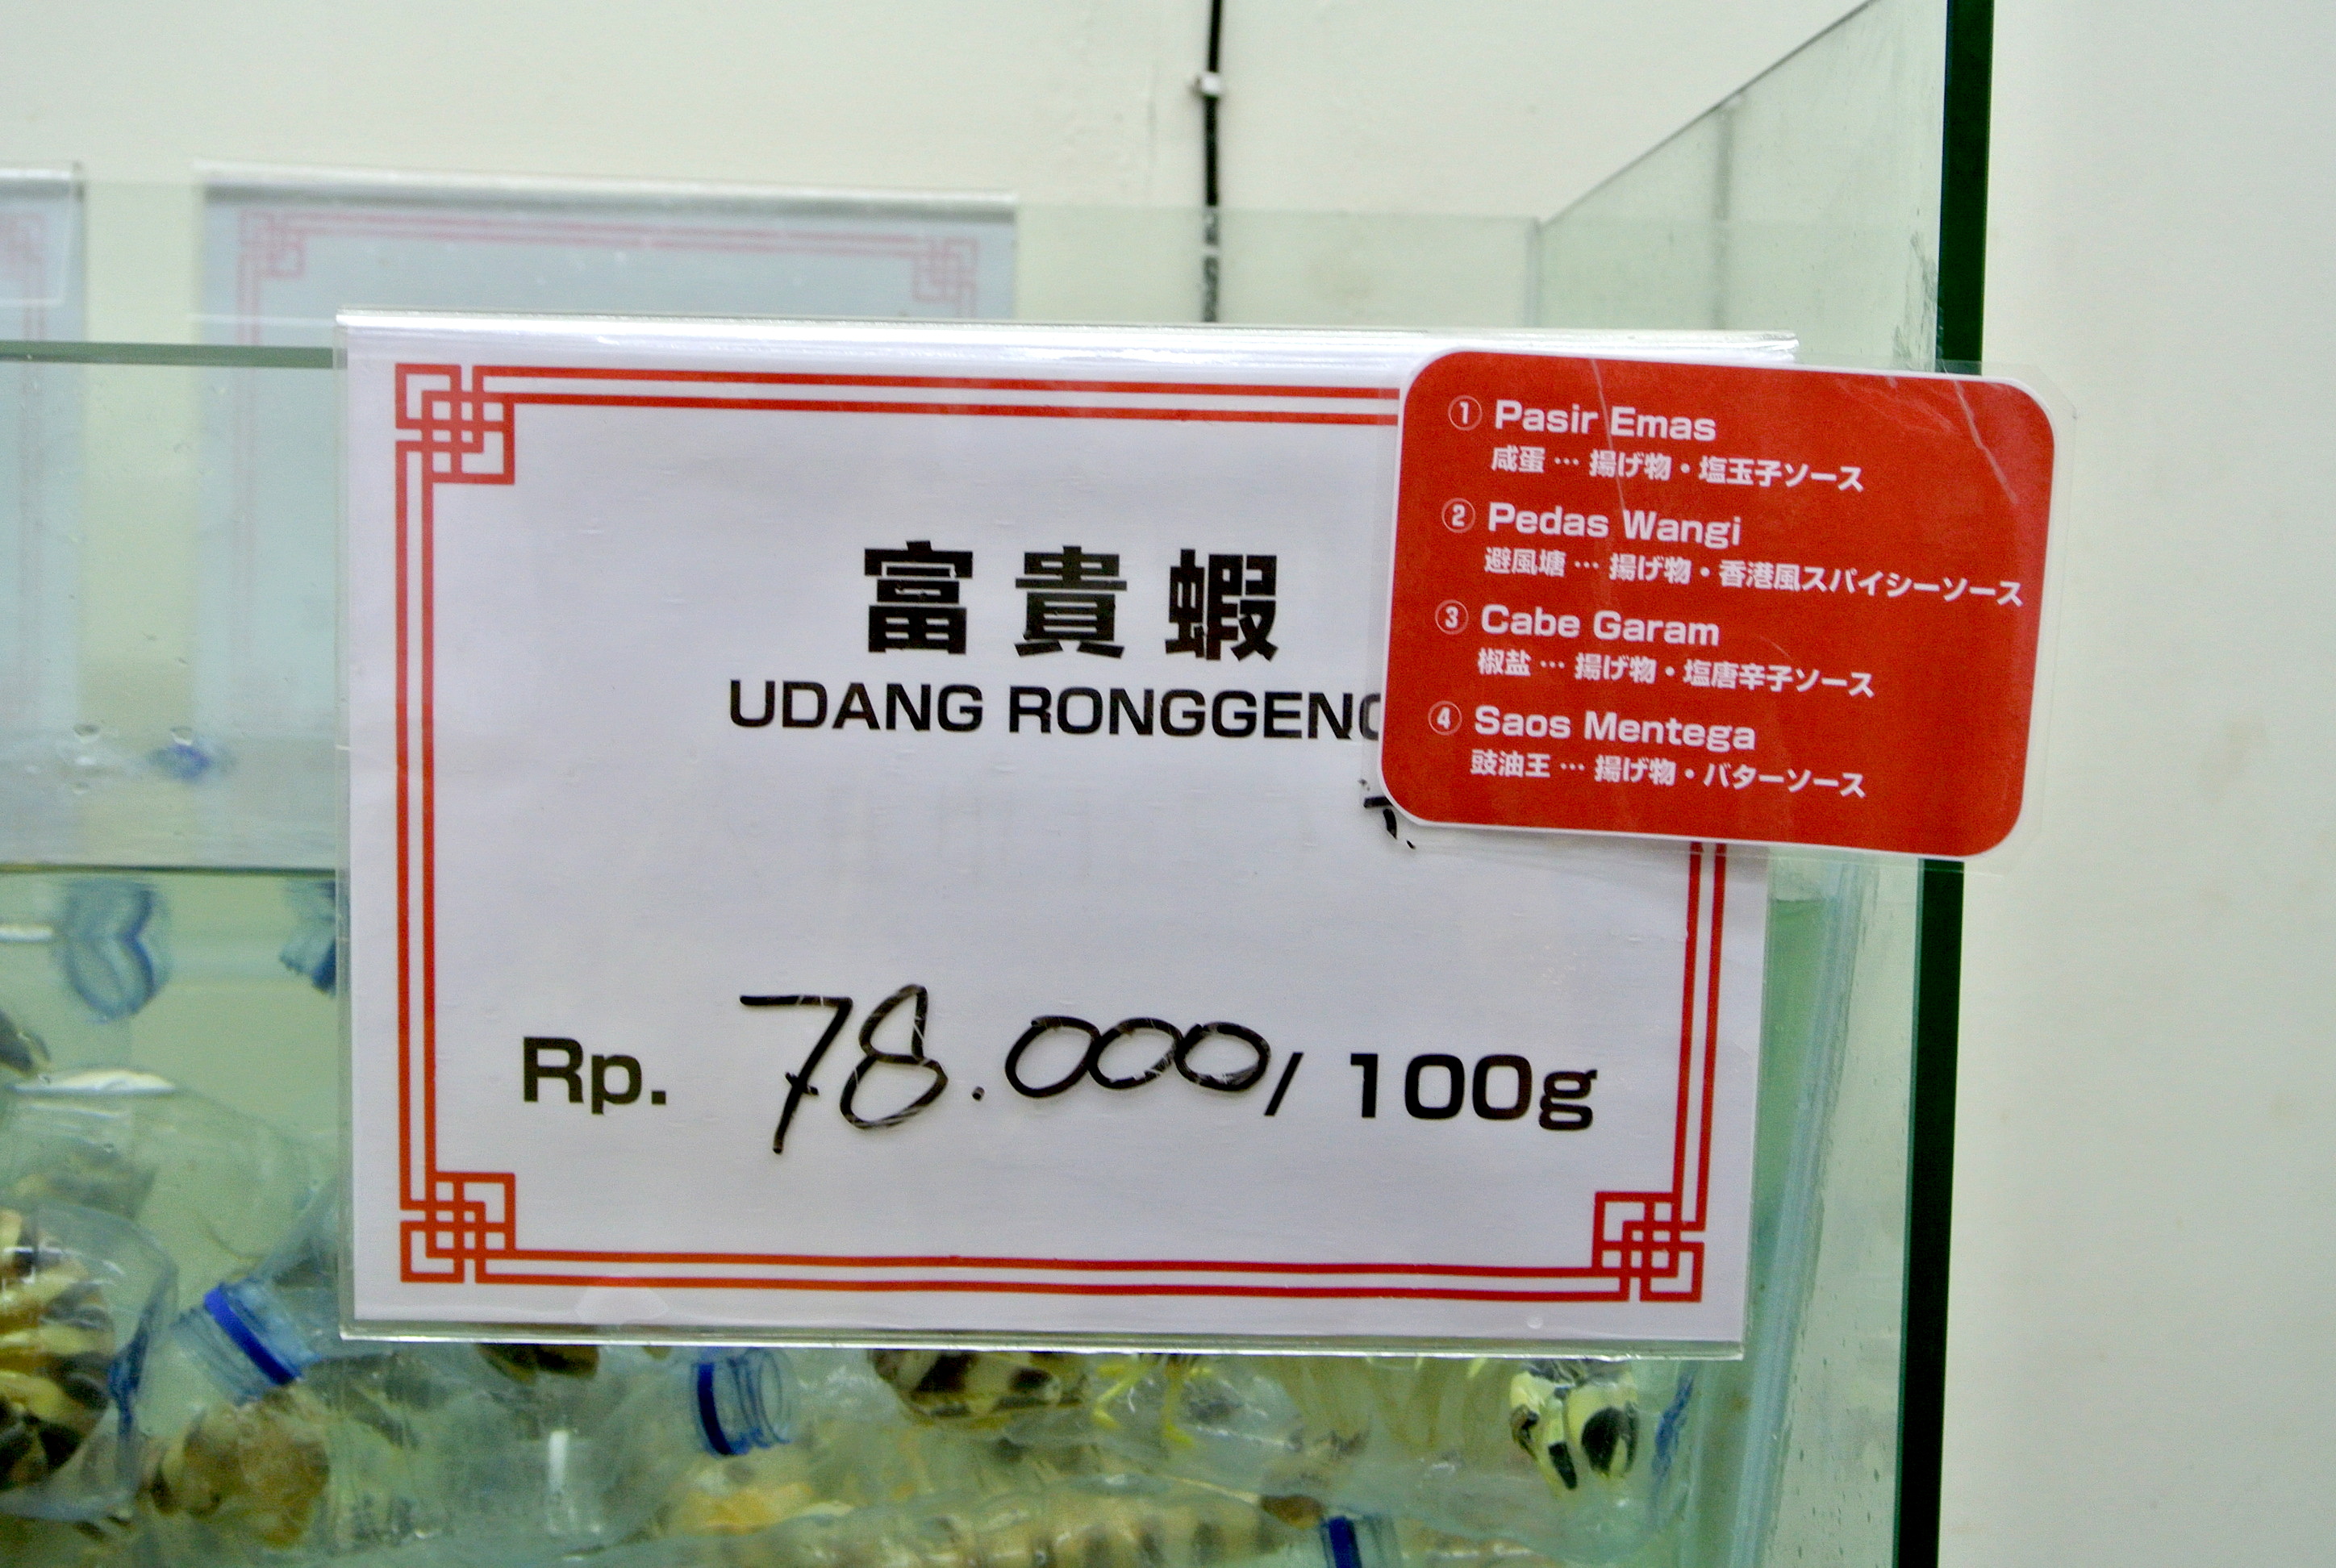 富貴蝦
UDANG RONGGENG
Rp. 78.000/ 100g
① Pasir Emas
咸蛋 … 揚げ物・塩玉子ソース
② Pedas Wangi
避風塘 … 揚げ物・香港風スパイシーソース
③ Cabe Garam
椒盐 … 揚げ物・塩唐辛子ソース
④ Saos Mentega
豉油王 … 揚げ物・バターソース